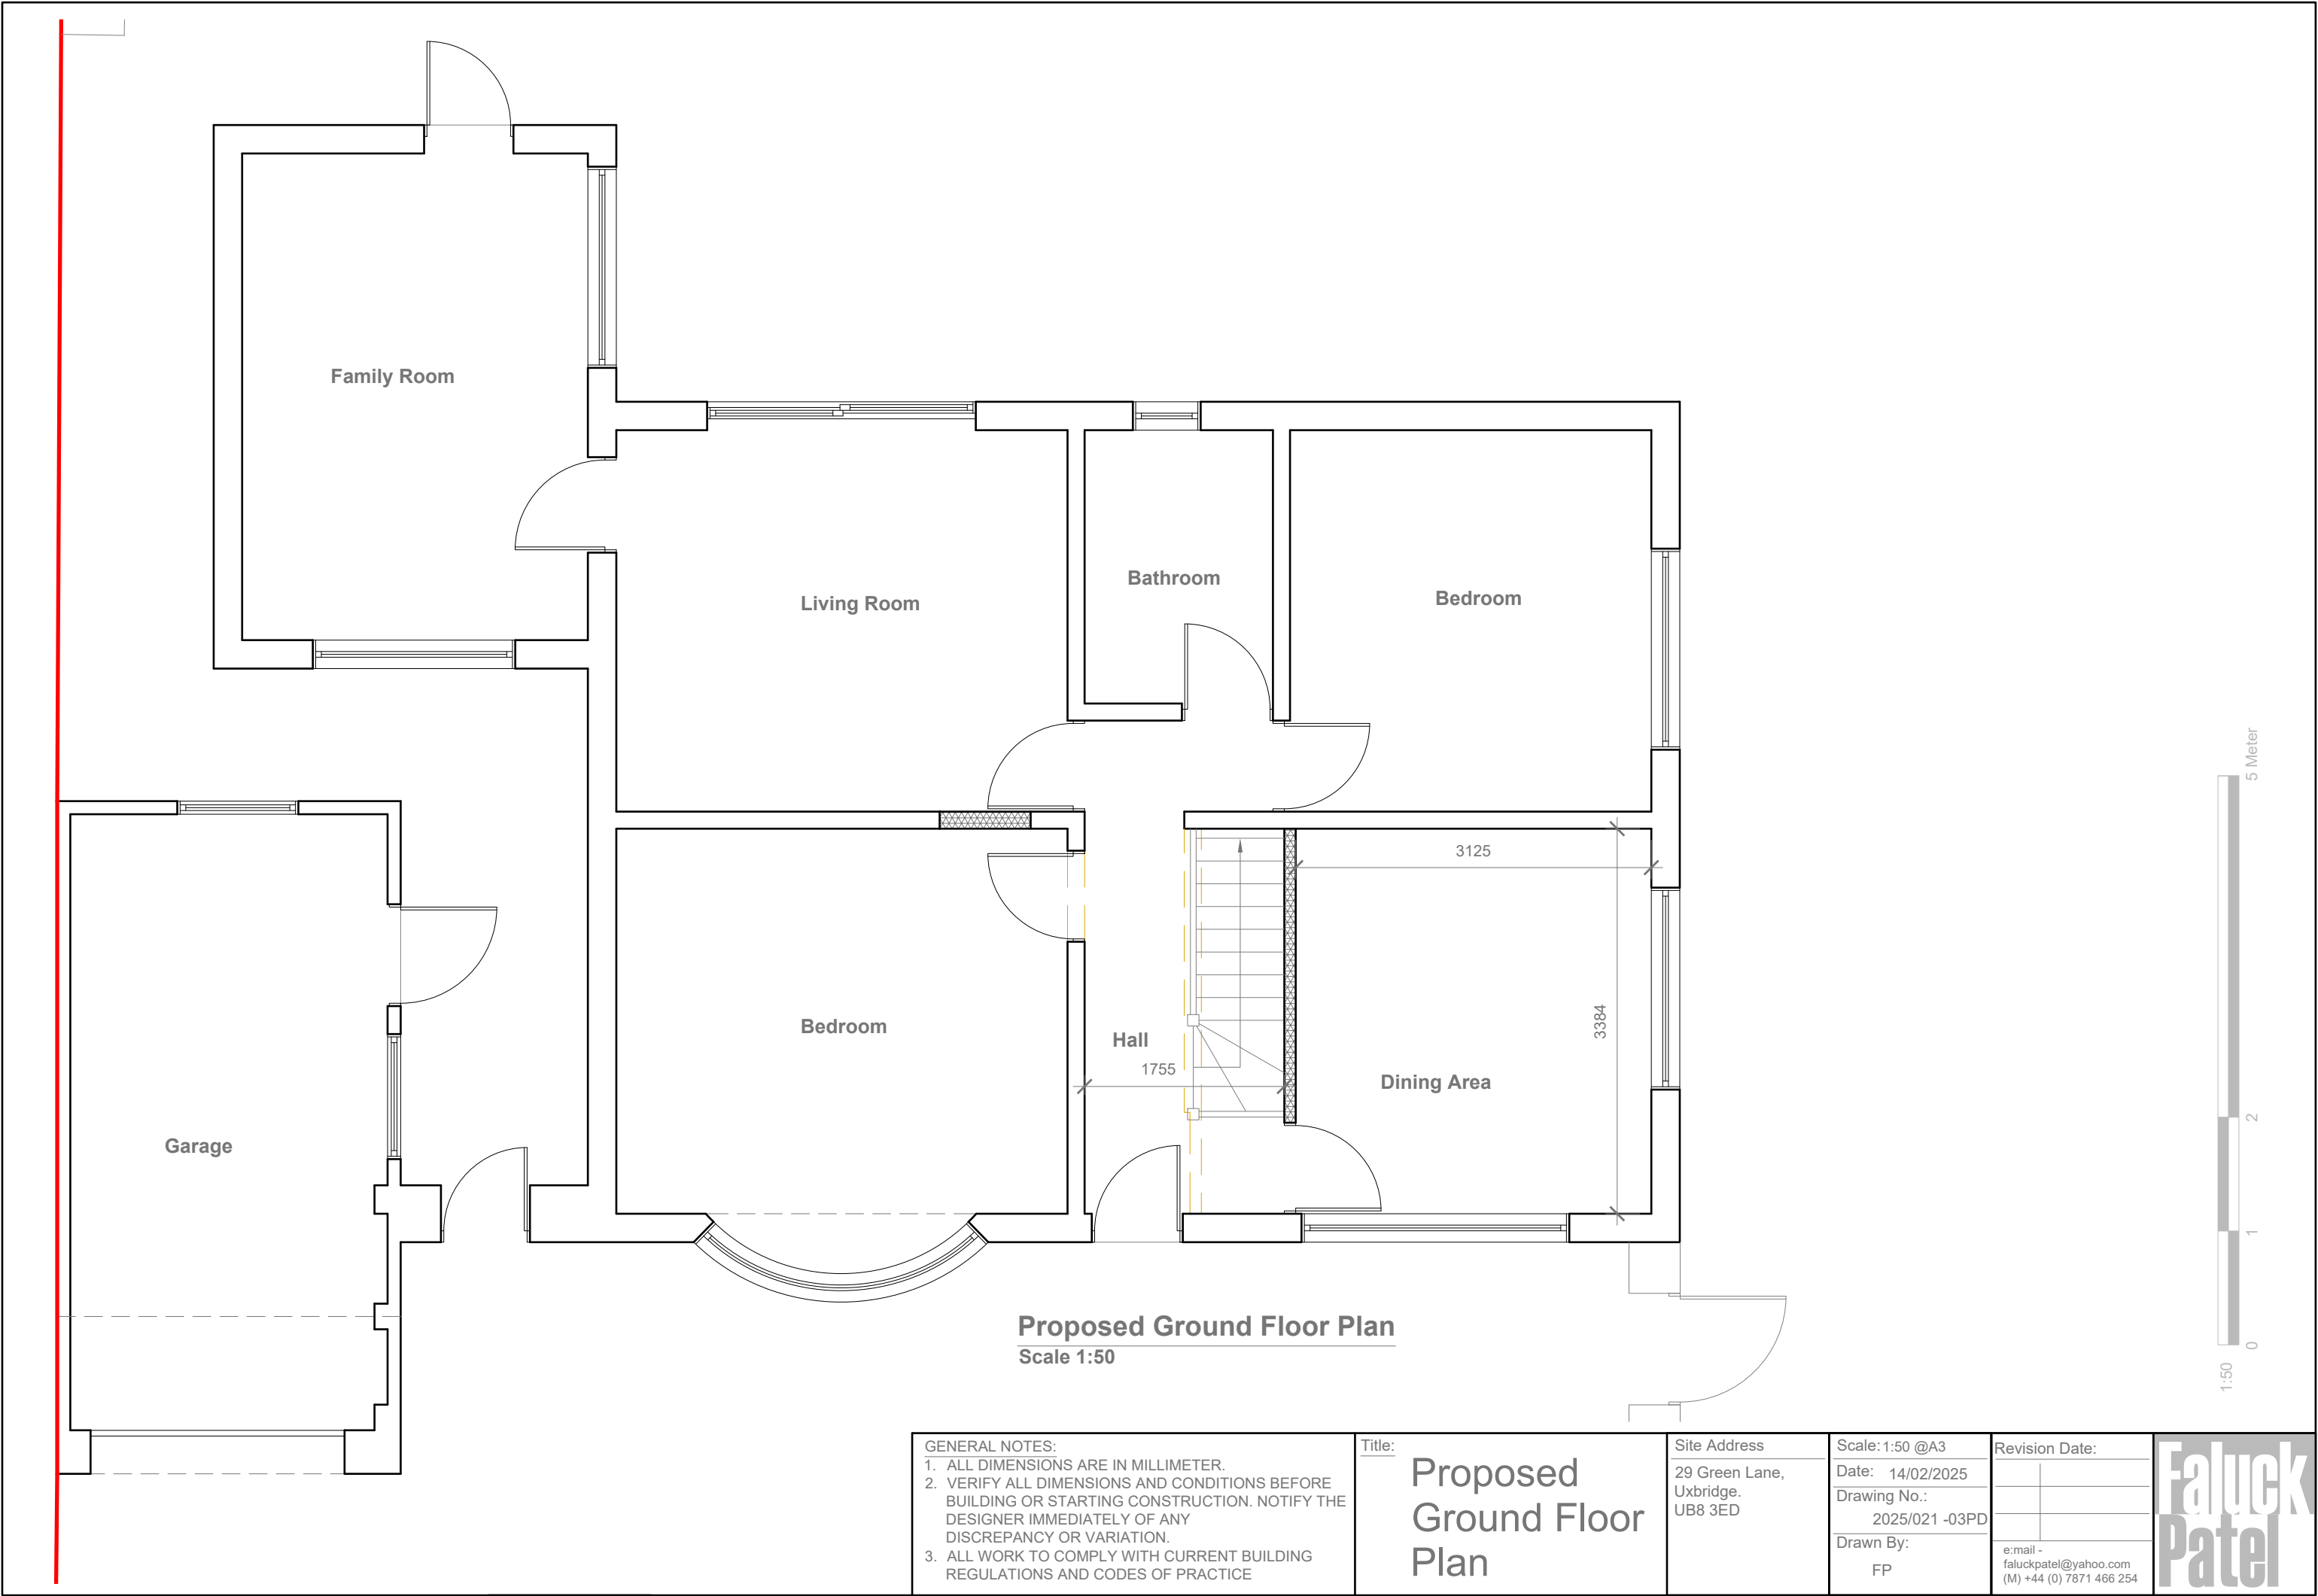 Family Room
Living Room
Bathroom
Bedroom
5 Meter
3125
3384
Bedroom
Hall
1755
Dining Area
Garage
2
1
0
1:50
Proposed Ground Floor Plan
Scale 1:50
GENERAL NOTES:
1. ALL DIMENSIONS ARE IN MILLIMETER.
2. VERIFY ALL DIMENSIONS AND CONDITIONS BEFORE
BUILDING OR STARTING CONSTRUCTION. NOTIFY THE
DESIGNER IMMEDIATELY OF ANY
DISCREPANCY OR VARIATION.
3. ALL WORK TO COMPLY WITH CURRENT BUILDING
REGULATIONS AND CODES OF PRACTICE
Title:
Proposed
Ground Floor
Plan
Site Address
29 Green Lane,
Uxbridge.
UB8 3ED
Scale: 1:50 @A3
Date: 14/02/2025
Drawing No.:
2025/021 -03PD
Drawn By:
FP
Revision Date:
e:mail -
faluckpatel@yahoo.com
(M) +44 (0) 7871 466 254
Faluck
Patel